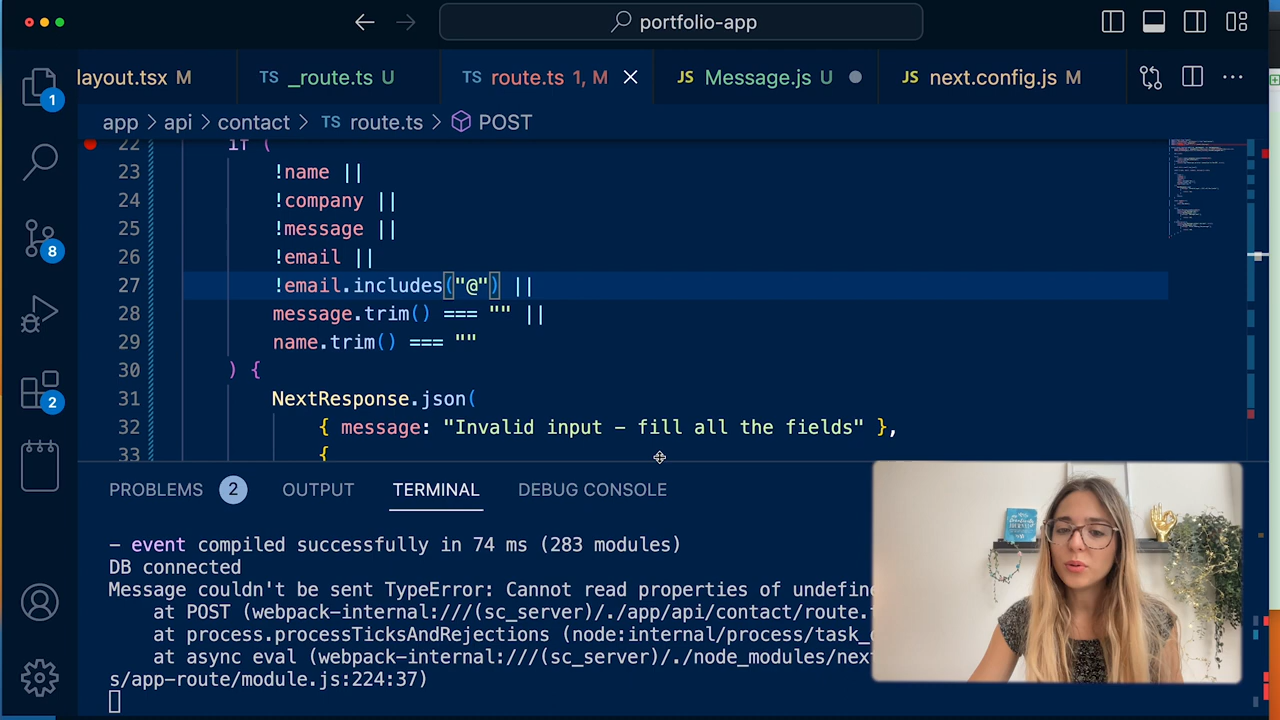 portfolio-app
layout.tsx M
TS _route.ts U
TS route.ts 1, M
JS Message.js U
JS next.config.js M
app > api > contact > TS route.ts > POST
22 if (
23 !name ||
24 !company ||
25 !message ||
26 !email ||
27 !email.includes("@") ||
28 message.trim() === "" ||
29 name.trim() === ""
30 ) {
31 NextResponse.json(
32 { message: "Invalid input - fill all the fields" },
33 {
1
8
2
PROBLEMS 2 OUTPUT TERMINAL DEBUG CONSOLE
- event compiled successfully in 74 ms (283 modules)
DB connected
Message couldn't be sent TypeError: Cannot read properties of undefine
at POST (webpack-internal:///(sc_server)/./app/api/contact/route.
at process.processTicksAndRejections (node:internal/process/task_
at async eval (webpack-internal:///(sc_server)/./node_modules/nex
s/app-route/module.js:224:37)